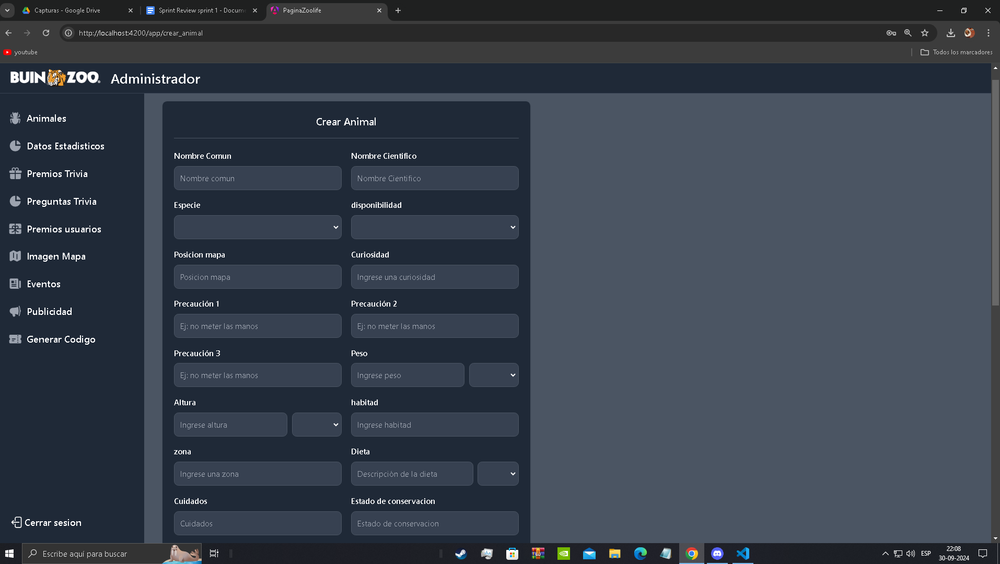 Capturas - Google Drive
Sprint Review sprint 1 - Docume
PaginaZoolife
http://localhost:4200/app/crear_animal
youtube
Todos los marcadores
BUIN ZOO
Administrador
Animales
Datos Estadisticos
Premios Trivia
Preguntas Trivia
Premios usuarios
Imagen Mapa
Eventos
Publicidad
Generar Codigo
Cerrar sesion
Crear Animal
Nombre Comun
Nombre Cientifico
Nombre comun
Nombre Cientifico
Especie
disponibilidad
Posicion mapa
Curiosidad
Posicion mapa
Ingrese una curiosidad
Precaución 1
Precaución 2
Ej: no meter las manos
Ej: no meter las manos
Precaución 3
Peso
Ej: no meter las manos
Ingrese peso
Altura
habitad
Ingrese altura
Ingrese habitad
zona
Dieta
Ingrese una zona
Descripción de la dieta
Cuidados
Estado de conservacion
Cuidados
Estado de conservacion
Escribe aquí para buscar
ESP
22:08
30-09-2024